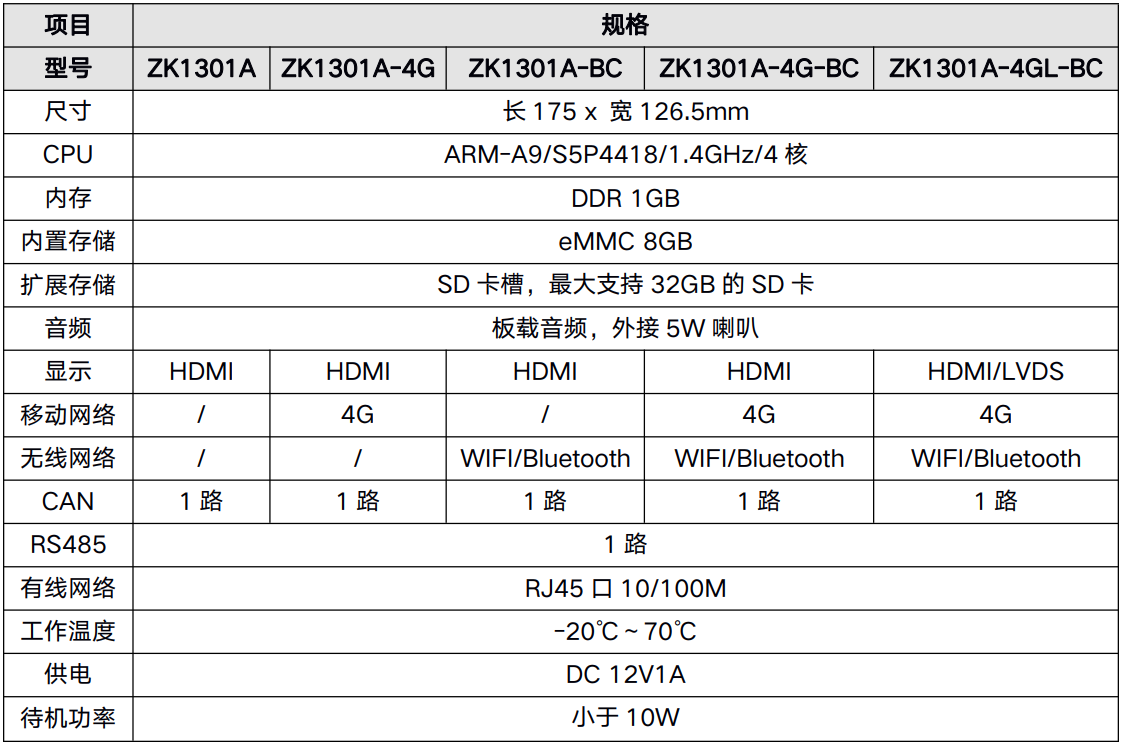 项目 规格
型号 ZK1301A ZK1301A-4G ZK1301A-BC ZK1301A-4G-BC ZK1301A-4GL-BC
尺寸 长 175 x 宽 126.5mm
CPU ARM-A9/S5P4418/1.4GHz/4 核
内存 DDR 1GB
内置存储 eMMC 8GB
扩展存储 SD 卡槽，最大支持 32GB 的 SD 卡
音频 板载音频，外接 5W 喇叭
显示 HDMI HDMI HDMI HDMI HDMI/LVDS
移动网络 / 4G / 4G 4G
无线网络 / / WIFI/Bluetooth WIFI/Bluetooth WIFI/Bluetooth
CAN 1 路 1 路 1 路 1 路 1 路
RS485 1 路
有线网络 RJ45 口 10/100M
工作温度 -20℃ ~ 70℃
供电 DC 12V1A
待机功率 小于 10W